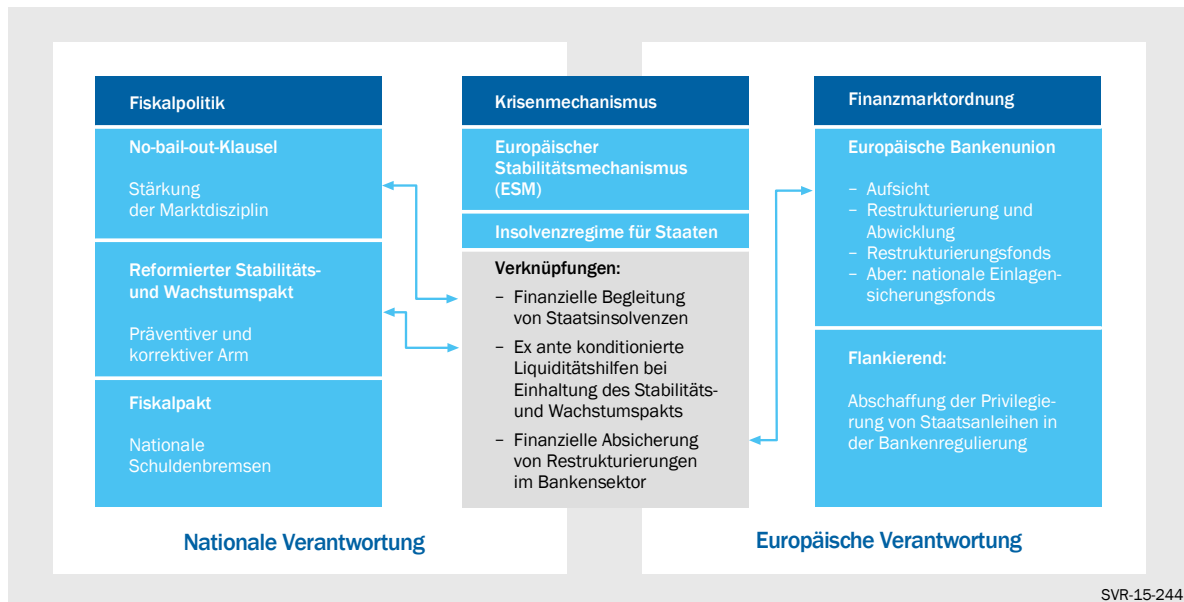 Fiskalpolitik
No-bail-out-Klausel
Stärkung
der Marktdisziplin
Reformierter Stabilitäts-
und Wachstumspakt
Präventiver und
korrektiver Arm
Fiskalpakt
Nationale
Schuldenbremsen
Krisenmechanismus
Europäischer
Stabilitätsmechanismus
(ESM)
Insolvenzregime für Staaten
Verknüpfungen:
– Finanzielle Begleitung
von Staatsinsolvenzen
– Ex ante konditionierte
Liquiditätshilfen bei
Einhaltung des Stabilitäts-
und Wachstumspakts
– Finanzielle Absicherung
von Restrukturierungen
im Bankensektor
Finanzmarktordnung
Europäische Bankenunion
– Aufsicht
– Restrukturierung und
Abwicklung
– Restrukturierungsfonds
– Aber: nationale Einlagen-
sicherungsfonds
Flankierend:
Abschaffung der Privilegie-
rung von Staatsanleihen in
der Bankenregulierung
Nationale Verantwortung
Europäische Verantwortung
SVR-15-244